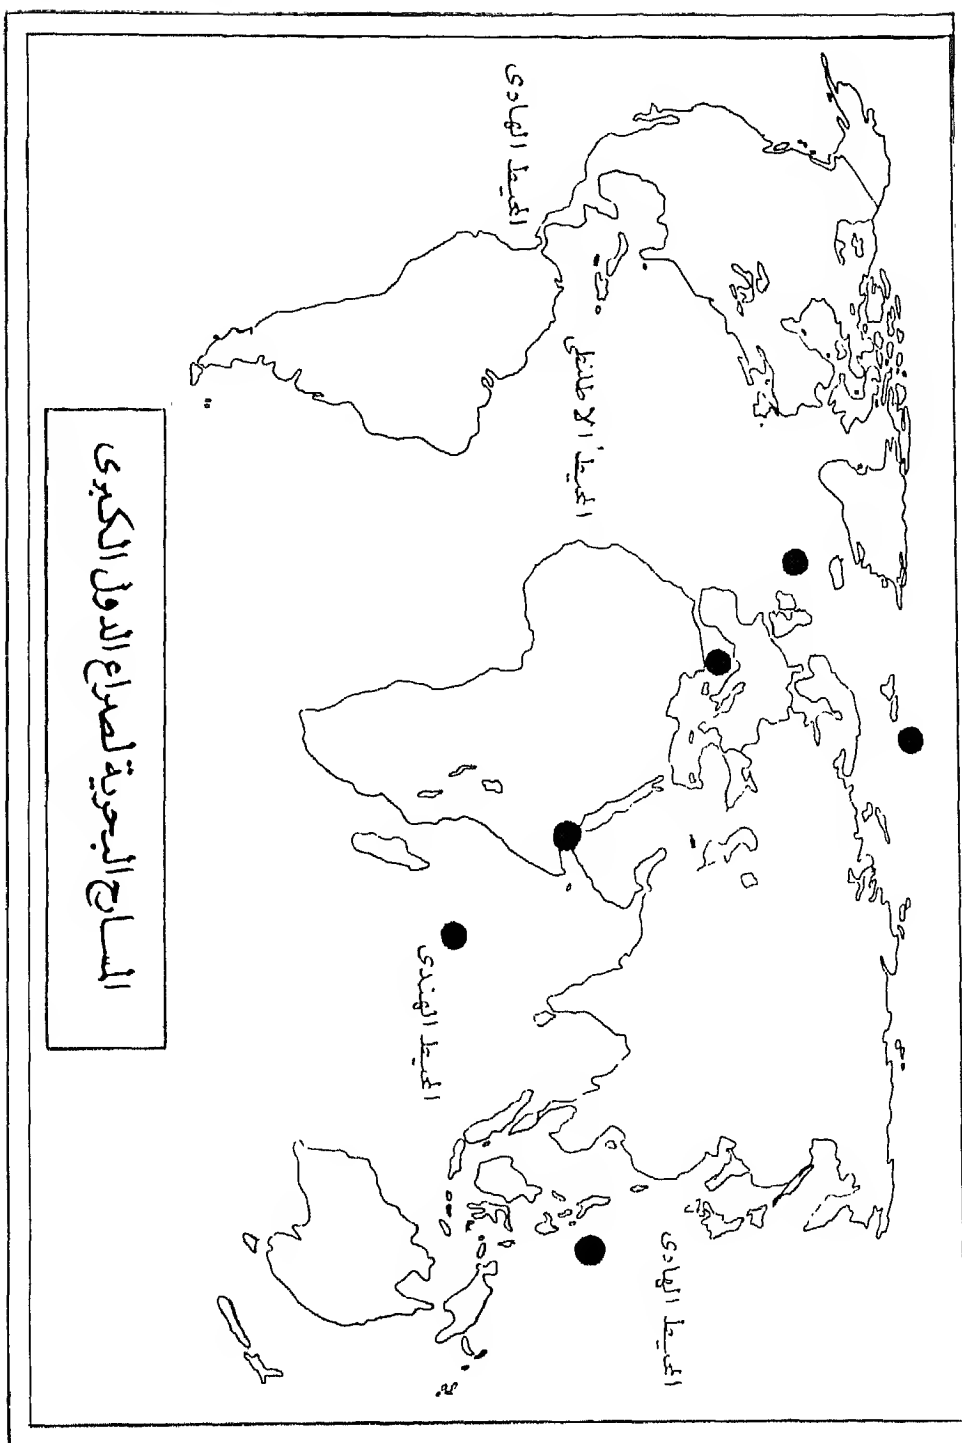 المحيط الهادى
المحيط الأطلنطى
المحيط الهندى
المحيط الهادى
المسارح البحرية لصراع الدول الكبرى